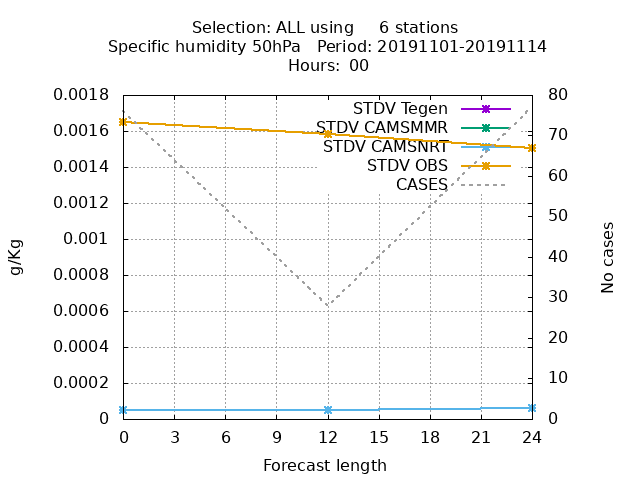 Selection: ALL using 6 stations
Specific humidity 50hPa Period: 20191101-20191114
Hours: 00
STDV Tegen
STDV CAMSMMR
STDV CAMSNRT
STDV OBS
CASES
g/Kg
0.0018
0.0016
0.0014
0.0012
0.001
0.0008
0.0006
0.0004
0.0002
0
80
70
60
50
40
30
20
10
0
No cases
0 3 6 9 12 15 18 21 24
Forecast length